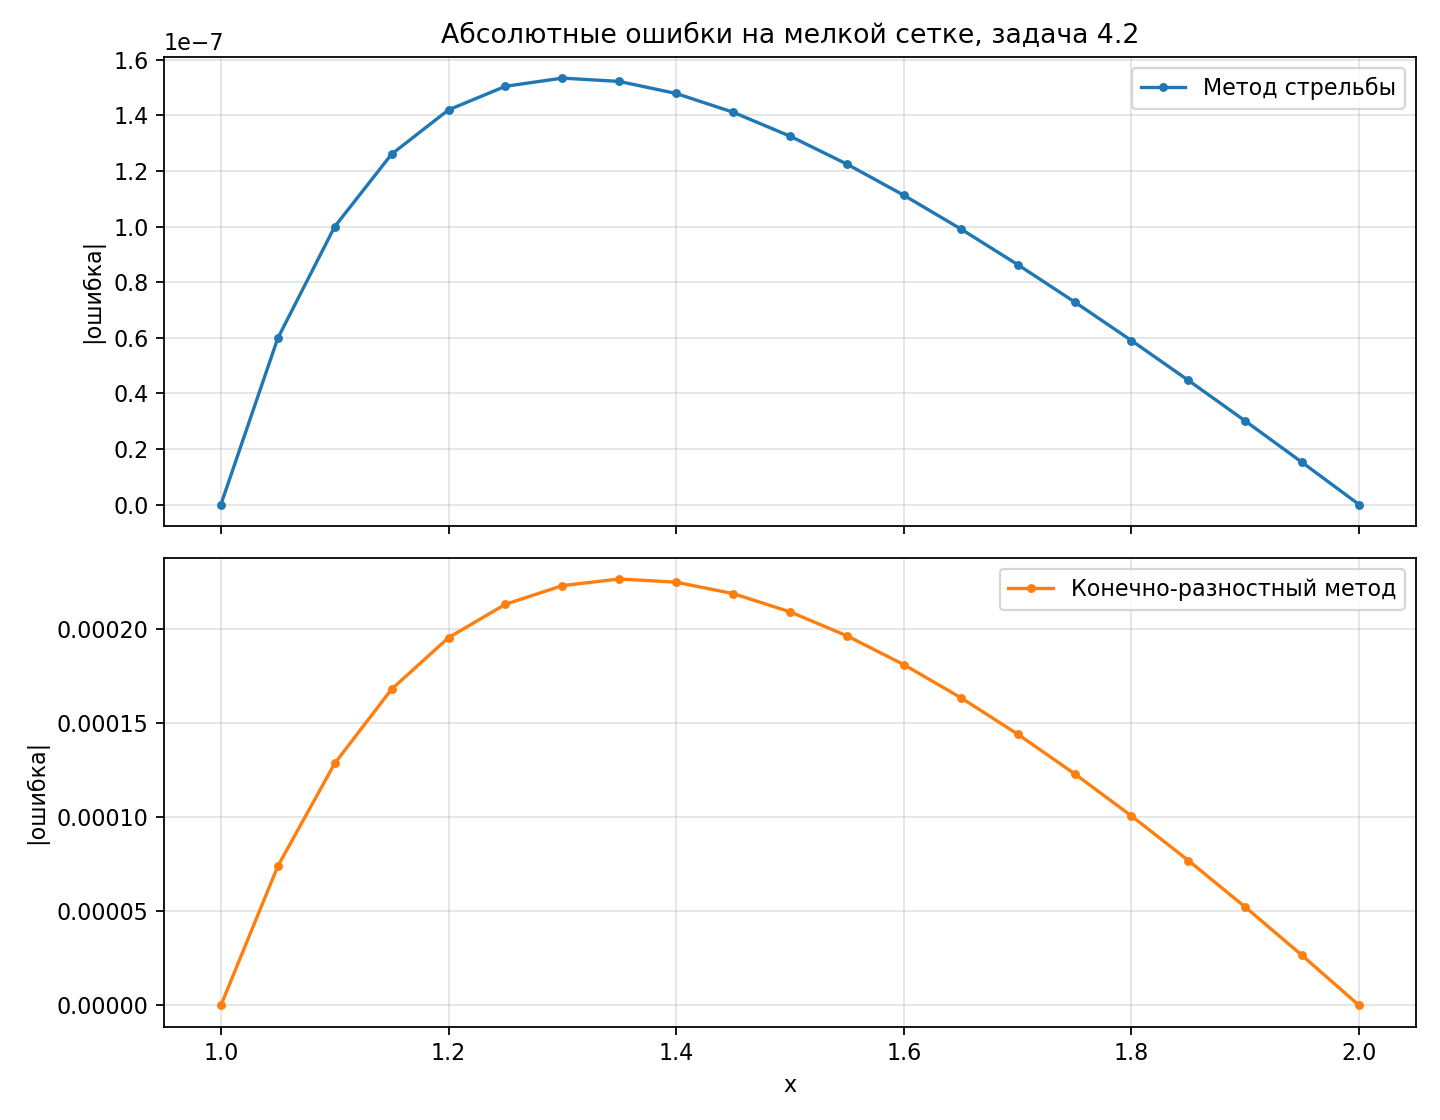 Абсолютные ошибки на мелкой сетке, задача 4.2
1e−7
1.6
1.4
1.2
1.0
0.8
0.6
0.4
0.2
0.0
|ошибка|
Метод стрельбы
0.00020
0.00015
0.00010
0.00005
0.00000
|ошибка|
Конечно-разностный метод
1.0 1.2 1.4 1.6 1.8 2.0
x